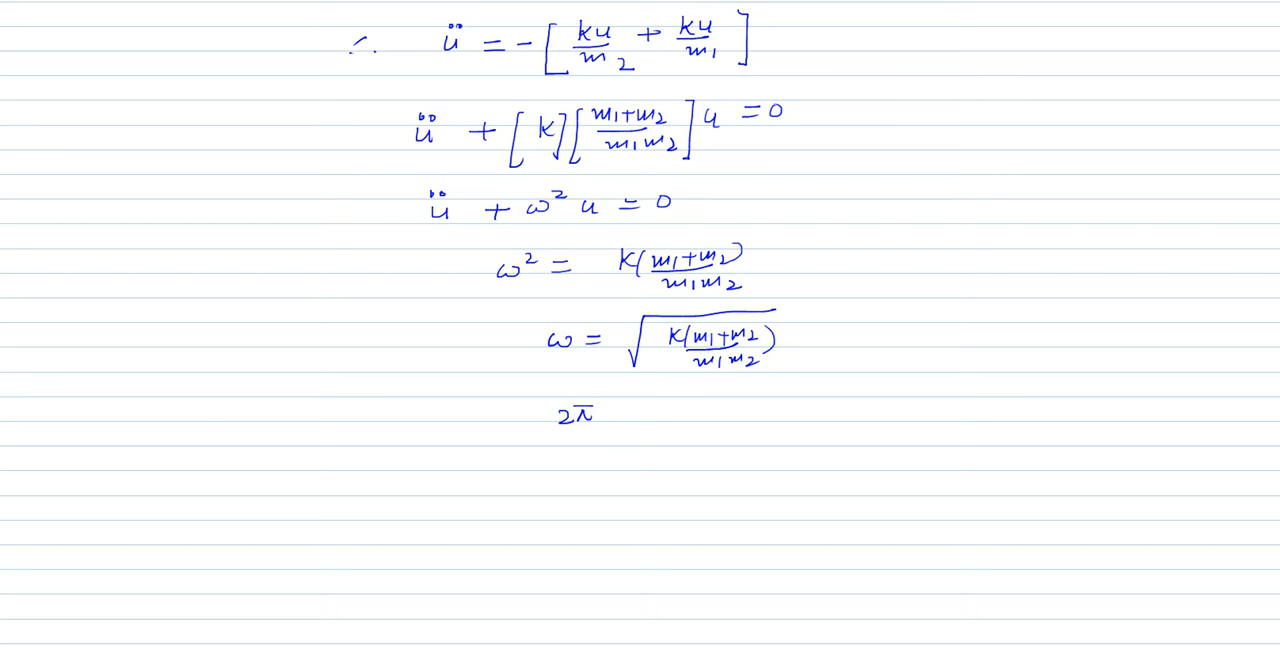 ∴ ü = - [ ku/m₂ + ku/m₁ ]
ü + [ K ] [ m₁+m₂ / m₁m₂ ] u = 0
ü + ω² u = 0
ω² = K(m₁+m₂) / m₁m₂
ω = √( K(m₁+m₂) / m₁m₂ )
2π